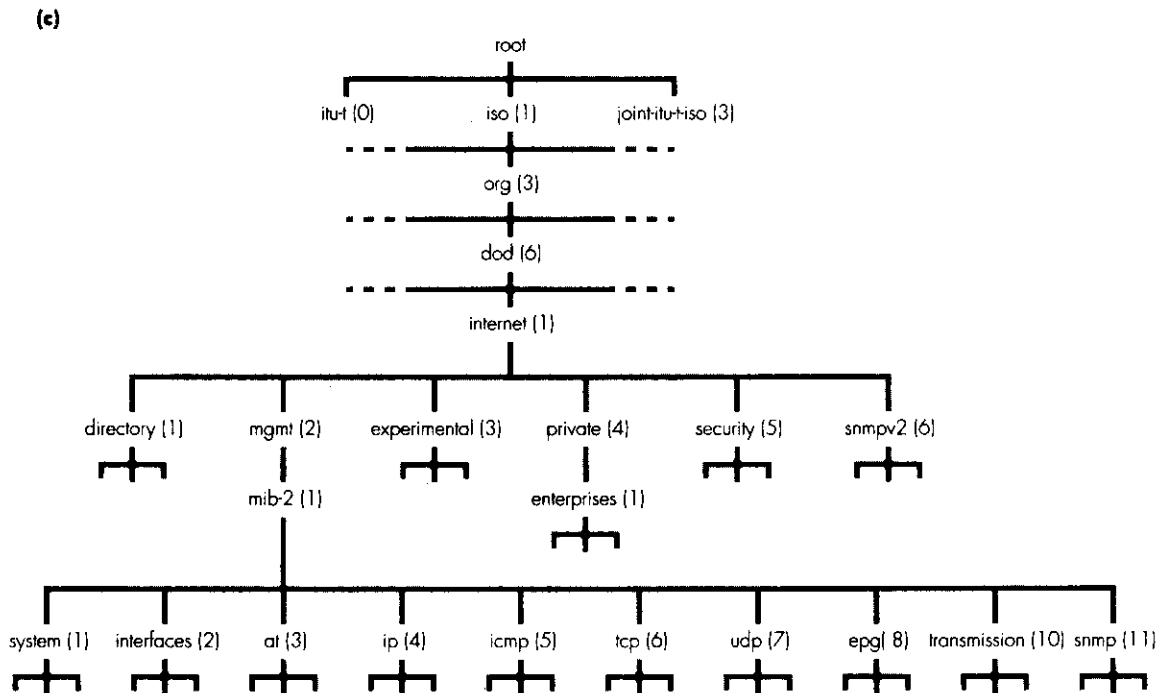 (c)
root
itu-t (0) iso (1) joint-itu-t-iso (3)
org (3)
dod (6)
internet (1)
directory (1) mgmt (2) experimental (3) private (4) security (5) snmpv2 (6)
mib-2 (1) enterprises (1)
system (1) interfaces (2) at (3) ip (4) icmp (5) tcp (6) udp (7) epg( 8) transmission (10) snmp (11)